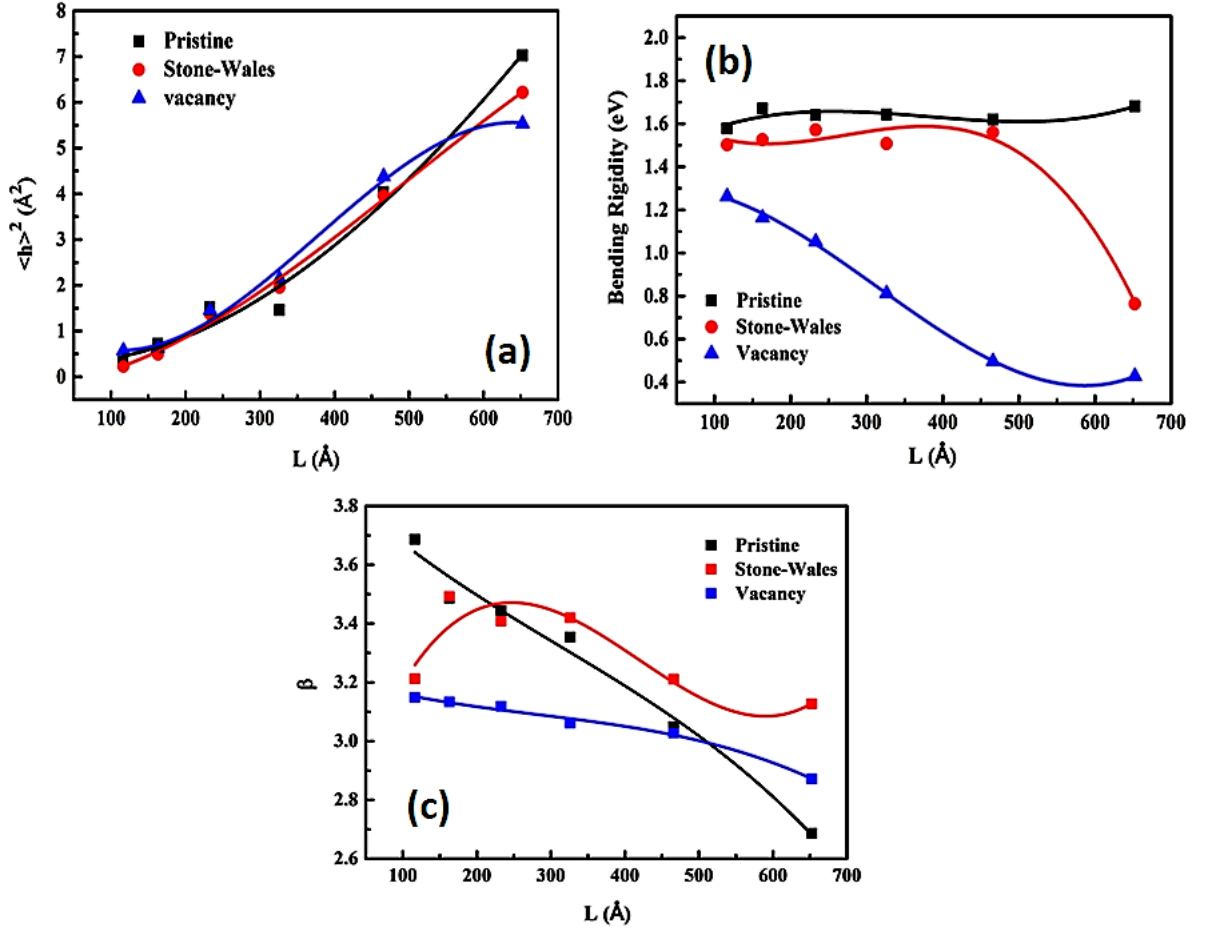 8
7
6
5
4
3
2
1
0
<h>² (Å²)
Pristine
Stone-Wales
vacancy
(a)
100 200 300 400 500 600 700
L (Å)
2.0
1.8
1.6
1.4
1.2
1.0
0.8
0.6
0.4
Bending Rigidity (eV)
(b)
Pristine
Stone-Wales
Vacancy
100 200 300 400 500 600 700
L (Å)
3.8
3.6
3.4
3.2
3.0
2.8
2.6
β
Pristine
Stone-Wales
Vacancy
(c)
100 200 300 400 500 600 700
L (Å)